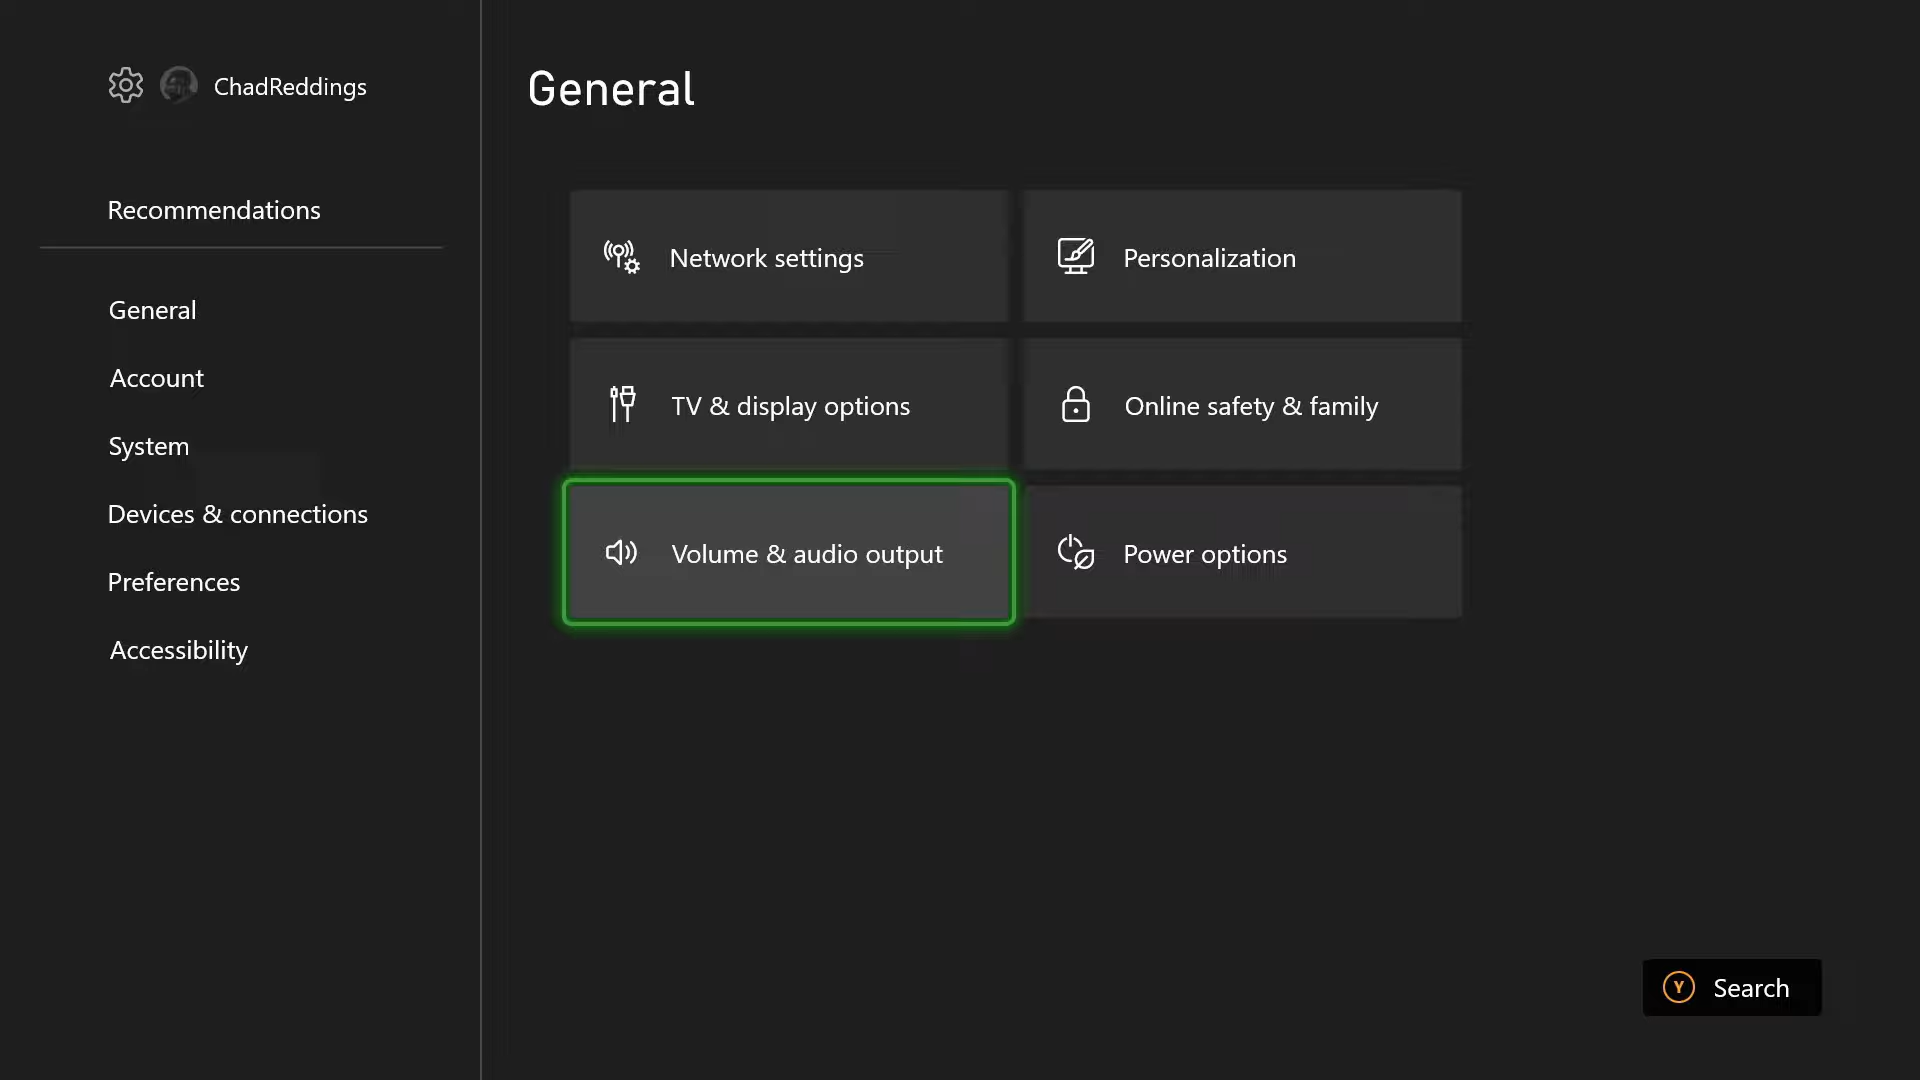 ChadReddings
Recommendations
General
Account
System
Devices & connections
Preferences
Accessibility
General
Network settings
Personalization
TV & display options
Online safety & family
Volume & audio output
Power options
Y Search